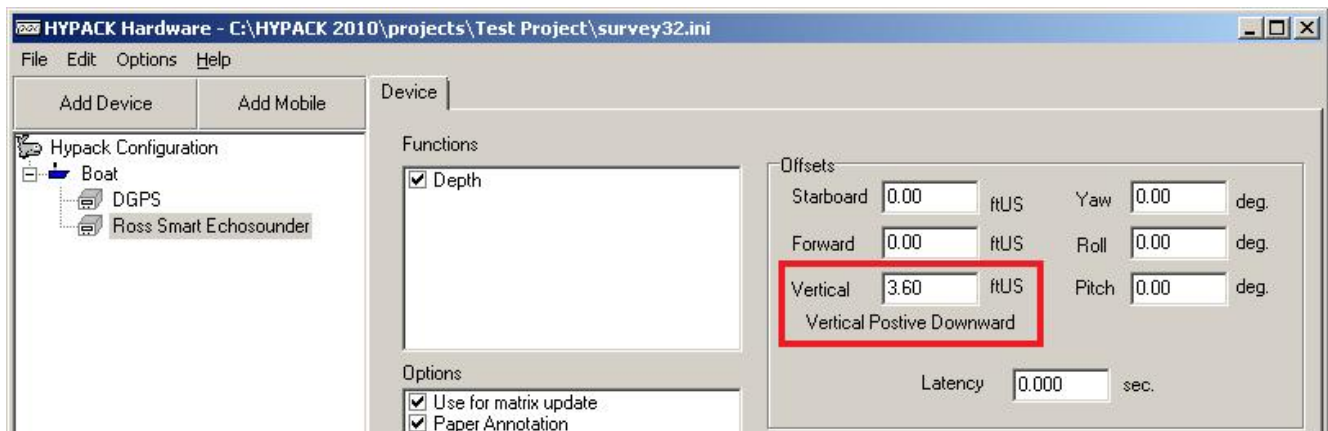 HYPACK Hardware - C:\HYPACK 2010\projects\Test Project\survey32.ini
File Edit Options Help
Add Device Add Mobile
Device
Hypack Configuration
Boat
DGPS
Ross Smart Echosounder
Functions
Depth
Options
Use for matrix update
Paper Annotation
Offsets
Starboard 0.00 ftUS Yaw 0.00 deg.
Forward 0.00 ftUS Roll 0.00 deg.
Vertical 3.60 ftUS Pitch 0.00 deg.
Vertical Postive Downward
Latency 0.000 sec.